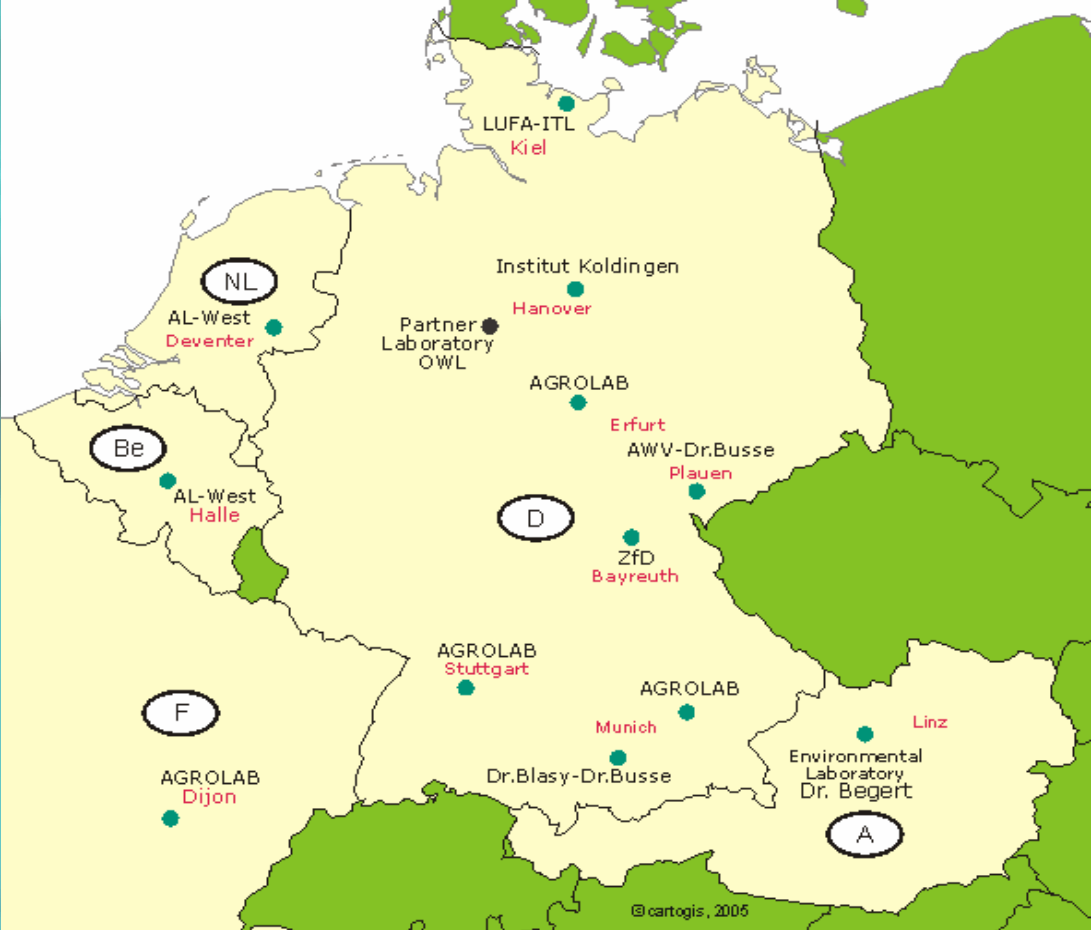 LUFA-ITL
Kiel
Institut Koldingen
Hanover
NL
AL-West
Deventer
Partner
Laboratory
OWL
AGROLAB
Erfurt
AWV-Dr.Busse
Plauen
Be
AL-West
Halle
D
ZfD
Bayreuth
AGROLAB
Stuttgart
AGROLAB
Munich
Dr.Blasy-Dr.Busse
F
AGROLAB
Dijon
Linz
Environmental
Laboratory
Dr. Begert
A
©cartogis, 2005